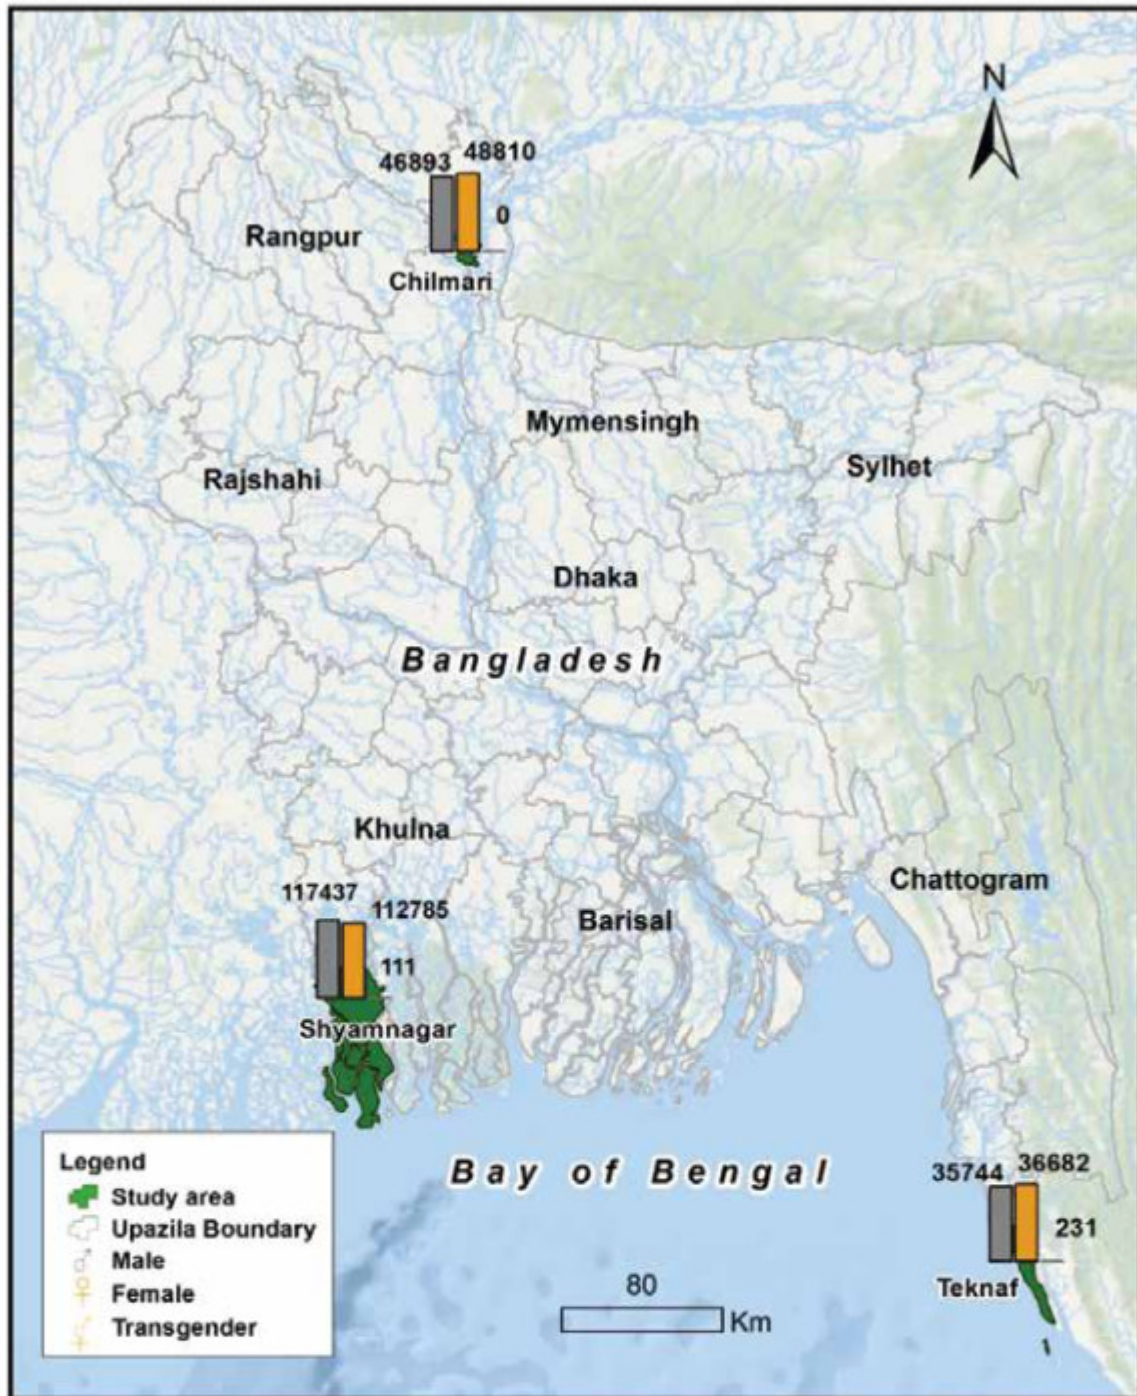 N
46893 48810
0
Rangpur
Chilmari
Mymensingh
Sylhet
Rajshahi
Dhaka
Bangladesh
Khulna
Chattogram
117437
112785
Barisal
111
Shyamnagar
Bay of Bengal
35744 36682
231
Teknaf
80
Km
Legend
Study area
Upazila Boundary
Male
Female
Transgender